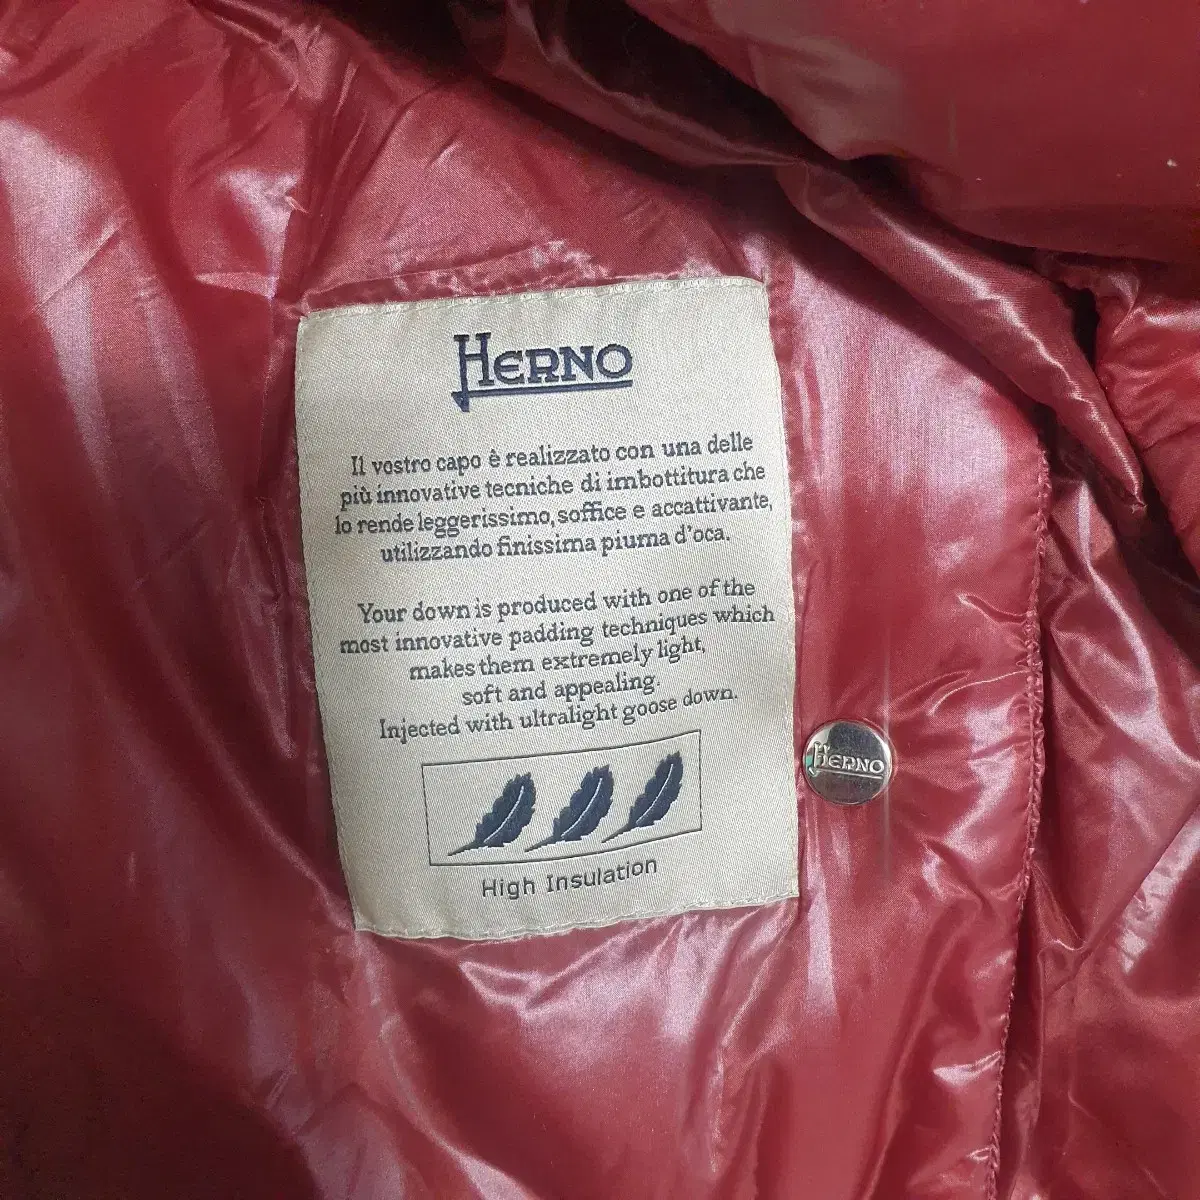 HERNO
Il vostro capo è realizzato con una delle
più innovative tecniche di imbottitura che
lo rende leggerissimo, soffice e accattivante,
utilizzando finissima piuma d'oca.
Your down is produced with one of the
most innovative padding techniques which
makes them extremely light,
soft and appealing.
Injected with ultralight goose down.
High Insulation
HERNO